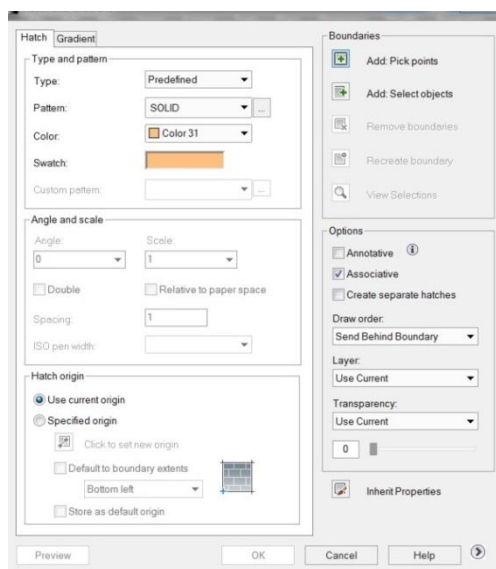 Hatch
Gradient
Type and pattern
Type:
Predefined
Pattern:
SOLID
...
Color:
Color 31
Swatch:
Custom pattern:
...
Angle and scale
Angle:
Scale:
0
1
Double
Relative to paper space
Spacing:
1
ISO pen width:
Hatch origin
Use current origin
Specified origin
Click to set new origin
Default to boundary extents
Bottom left
Store as default origin
Preview
OK
Boundaries
Add: Pick points
Add: Select objects
Remove boundaries
Recreate boundary
View Selections
Options
Annotative
Associative
Create separate hatches
Draw order:
Send Behind Boundary
Layer:
Use Current
Transparency:
Use Current
0
Inherit Properties
Cancel
Help